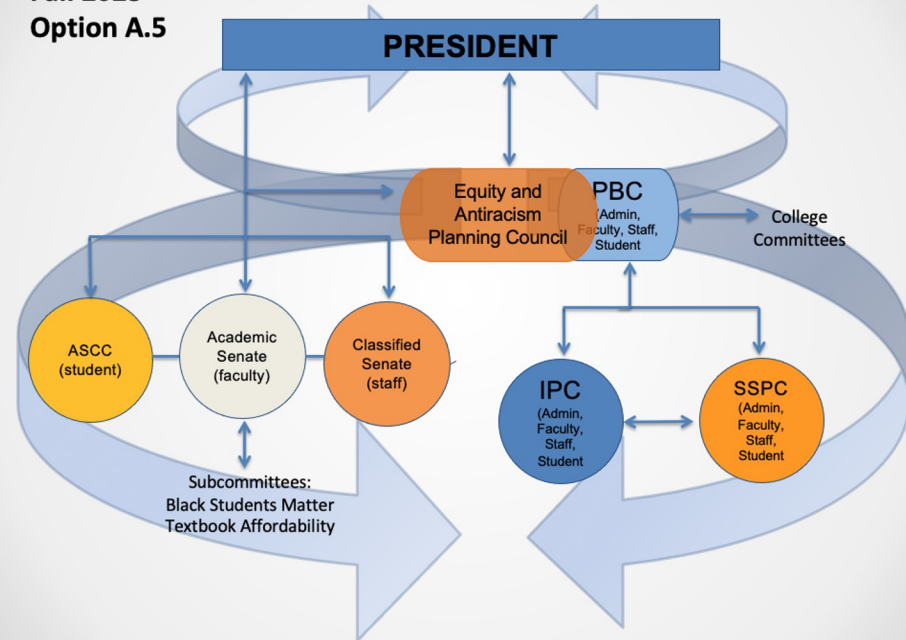 Option A.5
PRESIDENT
Equity and
Antiracism
Planning Council
PBC
(Admin,
Faculty, Staff,
Student
College
Committees
ASCC
(student)
Academic
Senate
(faculty)
Classified
Senate
(staff)
IPC
(Admin,
Faculty,
Staff,
Student
SSPC
(Admin,
Faculty,
Staff,
Student
Subcommittees:
Black Students Matter
Textbook Affordability